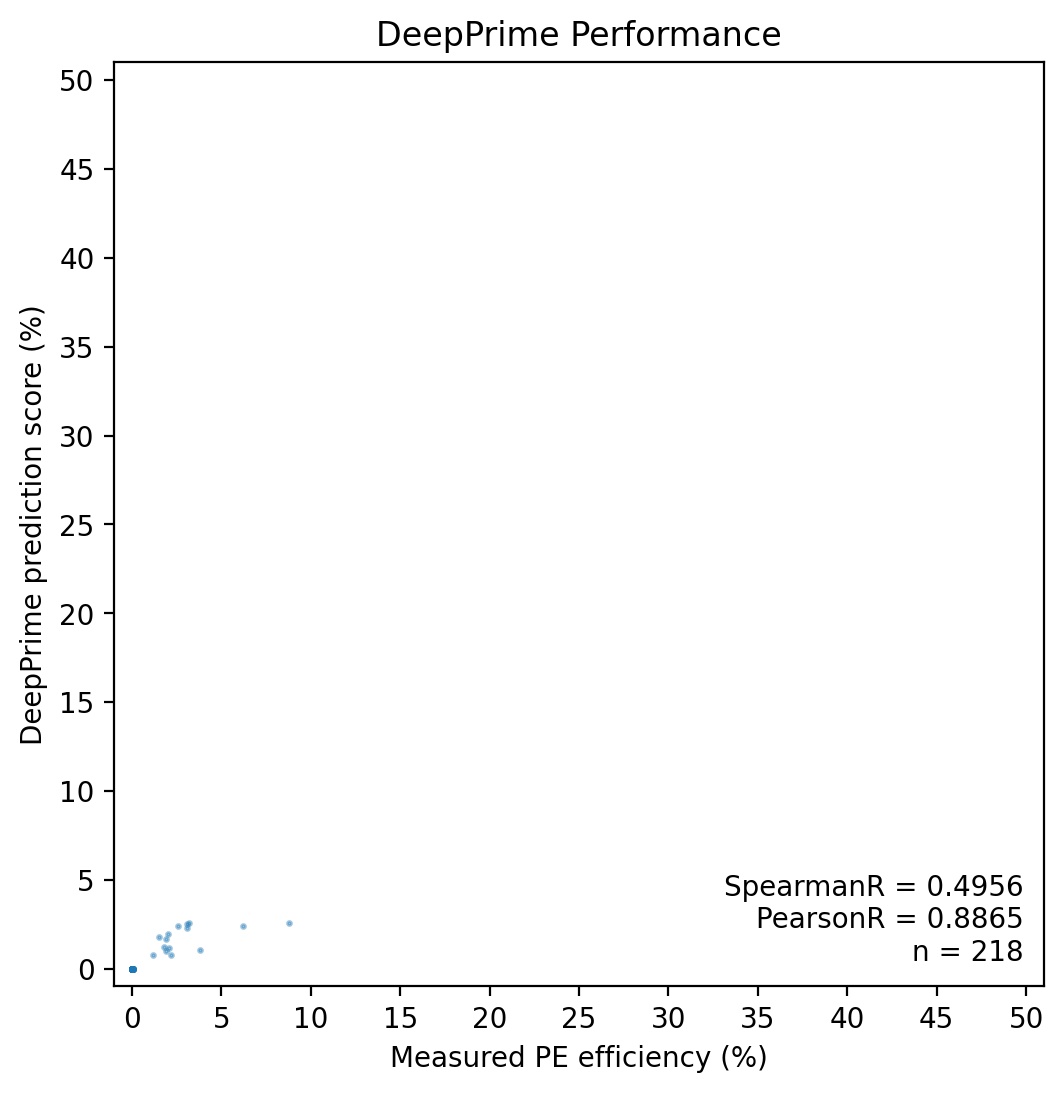 DeepPrime Performance
DeepPrime prediction score (%)
50
45
40
35
30
25
20
15
10
5
0
SpearmanR = 0.4956
PearsonR = 0.8865
n = 218
0 5 10 15 20 25 30 35 40 45 50
Measured PE efficiency (%)